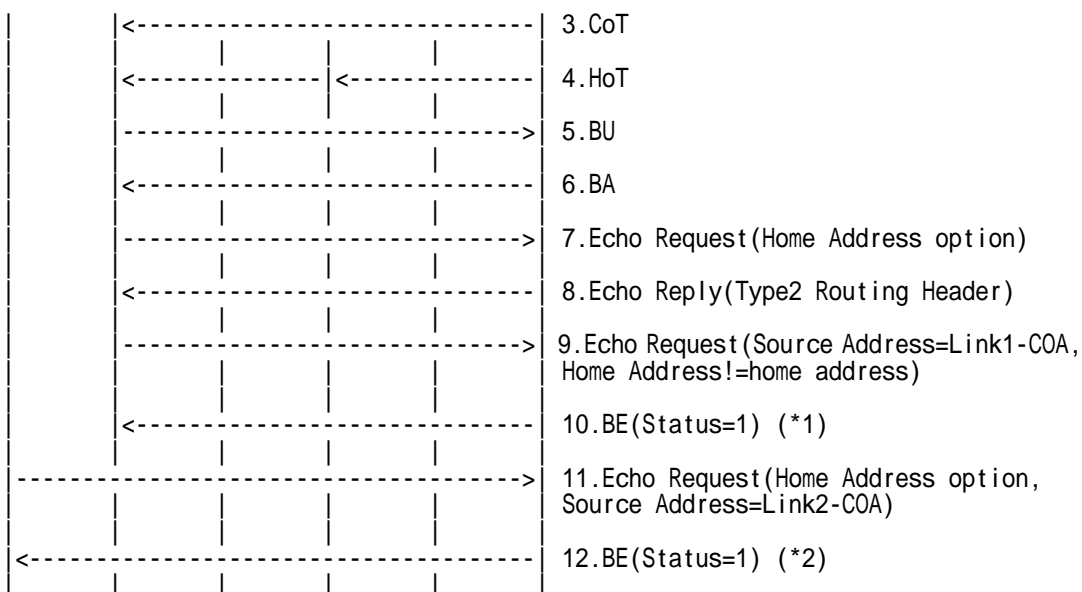 3.CoT
4.HoT
5.BU
6.BA
7.Echo Request(Home Address option)
8.Echo Reply(Type2 Routing Header)
9.Echo Request(Source Address=Link1-COA,
Home Address!=home address)
10.BE(Status=1) (*1)
11.Echo Request(Home Address option,
Source Address=Link2-COA)
12.BE(Status=1) (*2)